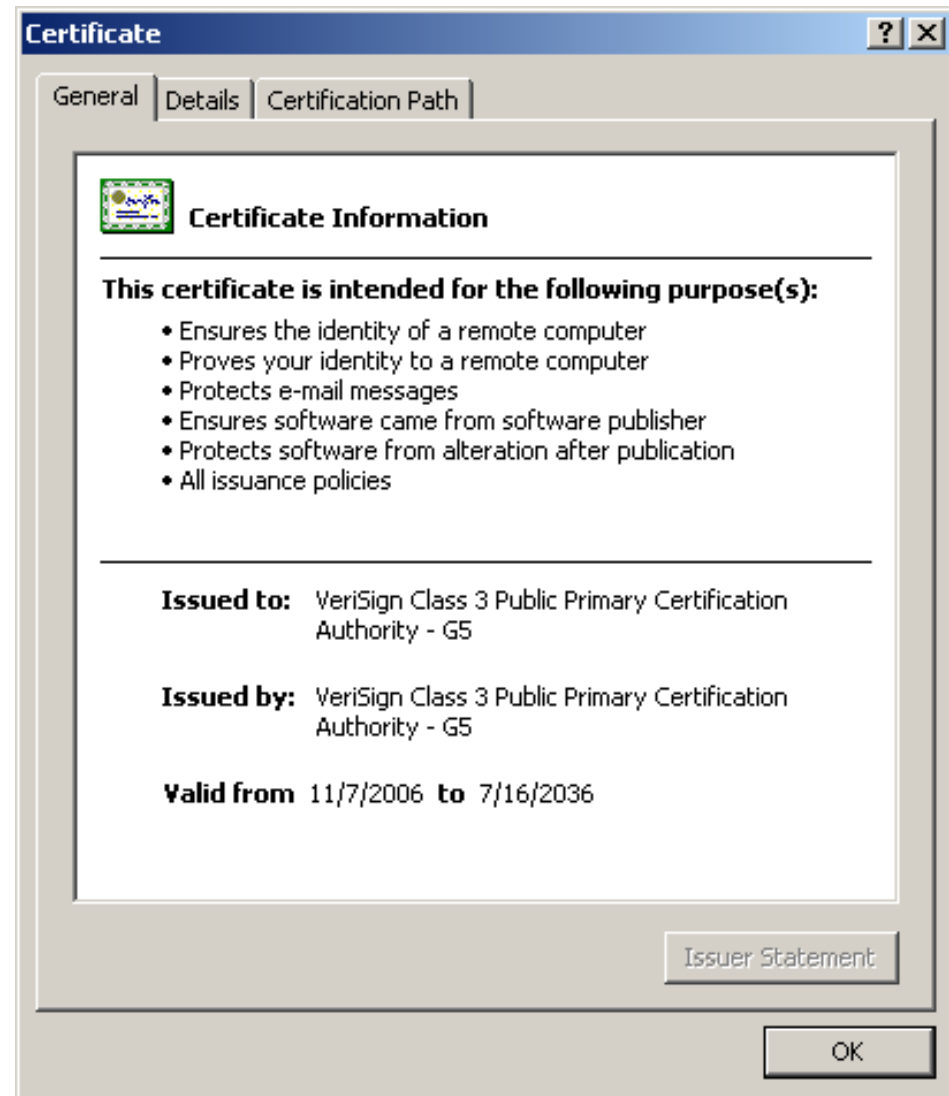 Certificate
General Details Certification Path
Certificate Information
This certificate is intended for the following purpose(s):
• Ensures the identity of a remote computer
• Proves your identity to a remote computer
• Protects e-mail messages
• Ensures software came from software publisher
• Protects software from alteration after publication
• All issuance policies
Issued to: VeriSign Class 3 Public Primary Certification
Authority - G5
Issued by: VeriSign Class 3 Public Primary Certification
Authority - G5
Valid from 11/7/2006 to 7/16/2036
Issuer Statement
OK